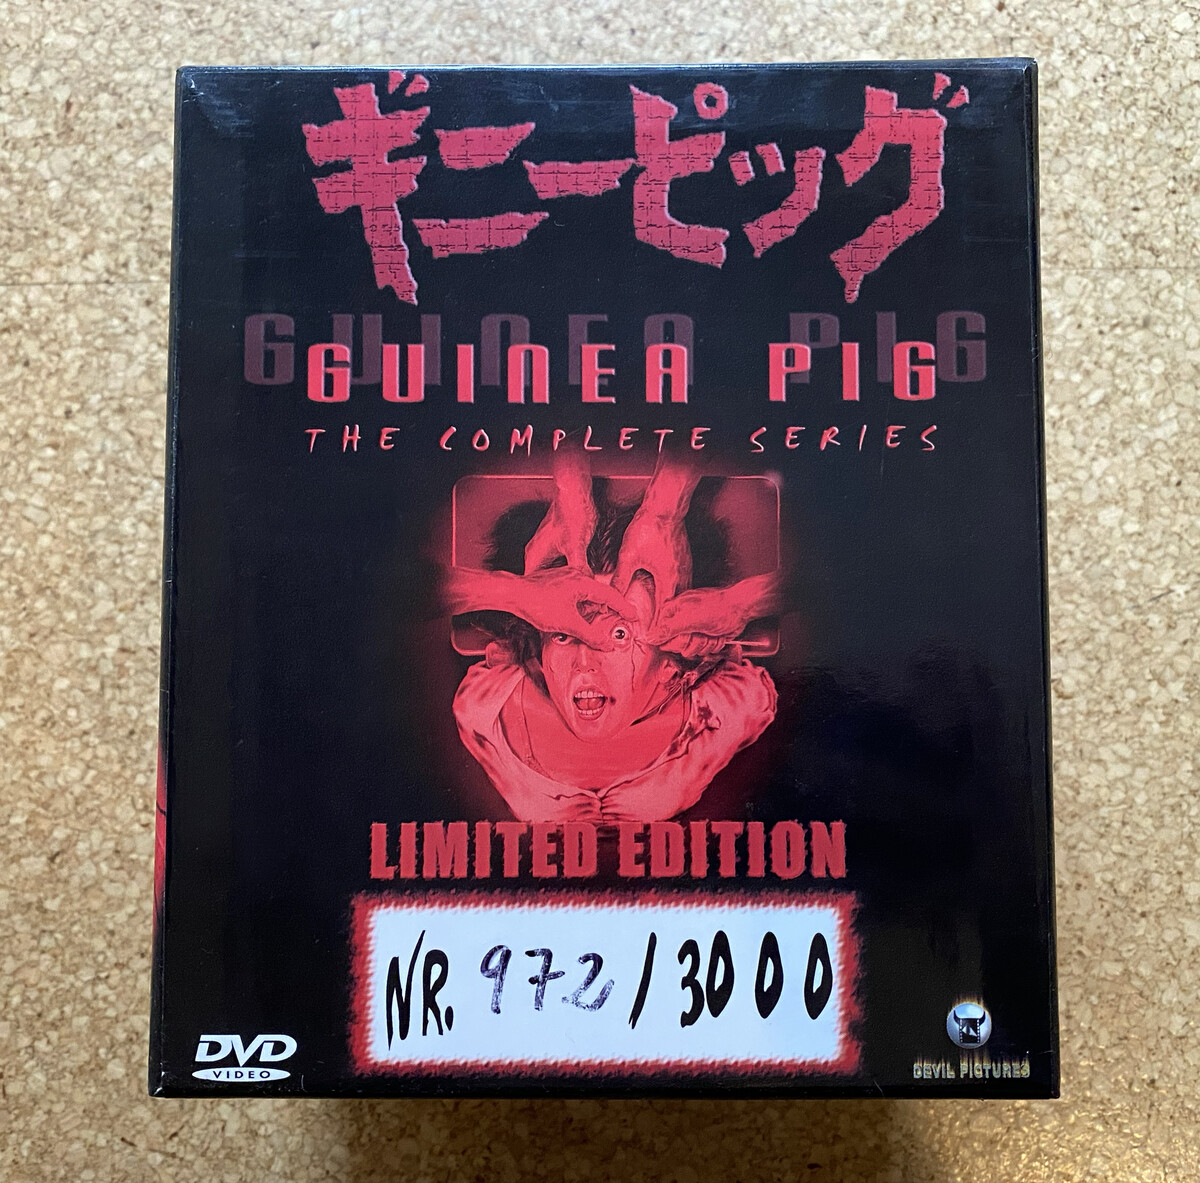 ギニーピッグ
GUINEA PIG
GUINEA PIG
THE COMPLETE SERIES
LIMITED EDITION
NR. 972/3000
DVD
VIDEO
DEVIL PICTURES